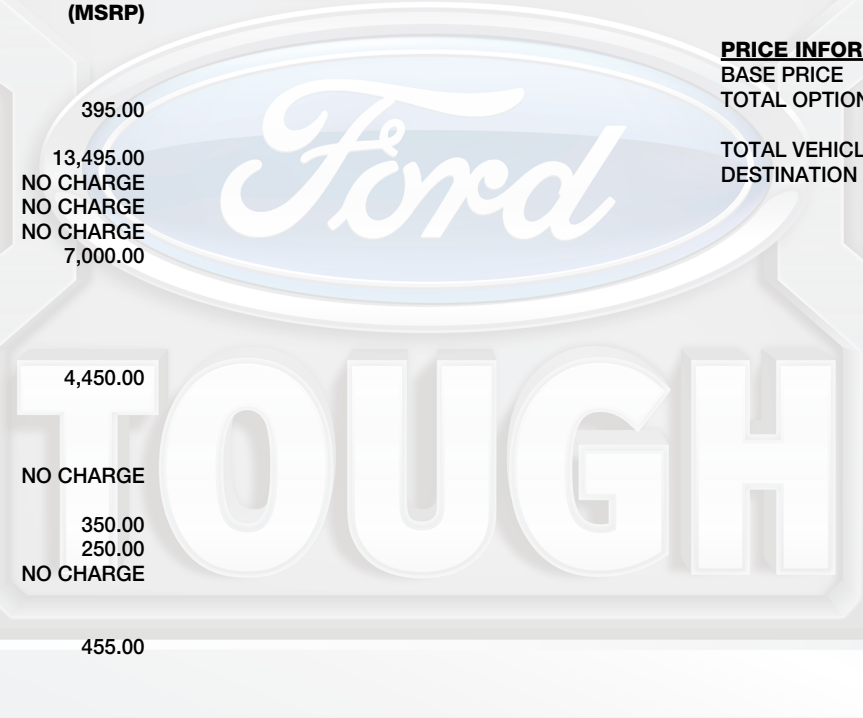 (MSRP)
395.00
13,495.00
NO CHARGE
NO CHARGE
NO CHARGE
7,000.00
4,450.00
NO CHARGE
350.00
250.00
NO CHARGE
455.00
PRICE INFOR
BASE PRICE
TOTAL OPTION
TOTAL VEHICL
DESTINATION
Ford
TOUGH